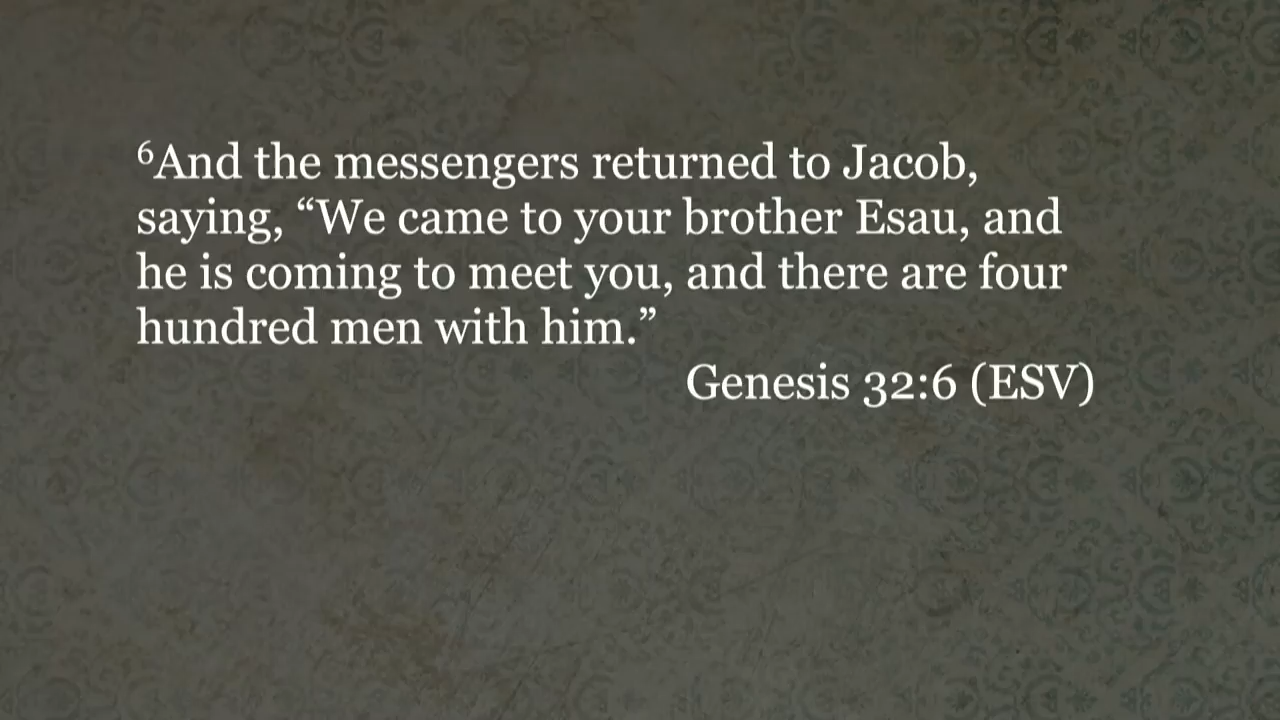 ⁶And the messengers returned to Jacob,
saying, “We came to your brother Esau, and
he is coming to meet you, and there are four
hundred men with him.”
Genesis 32:6 (ESV)